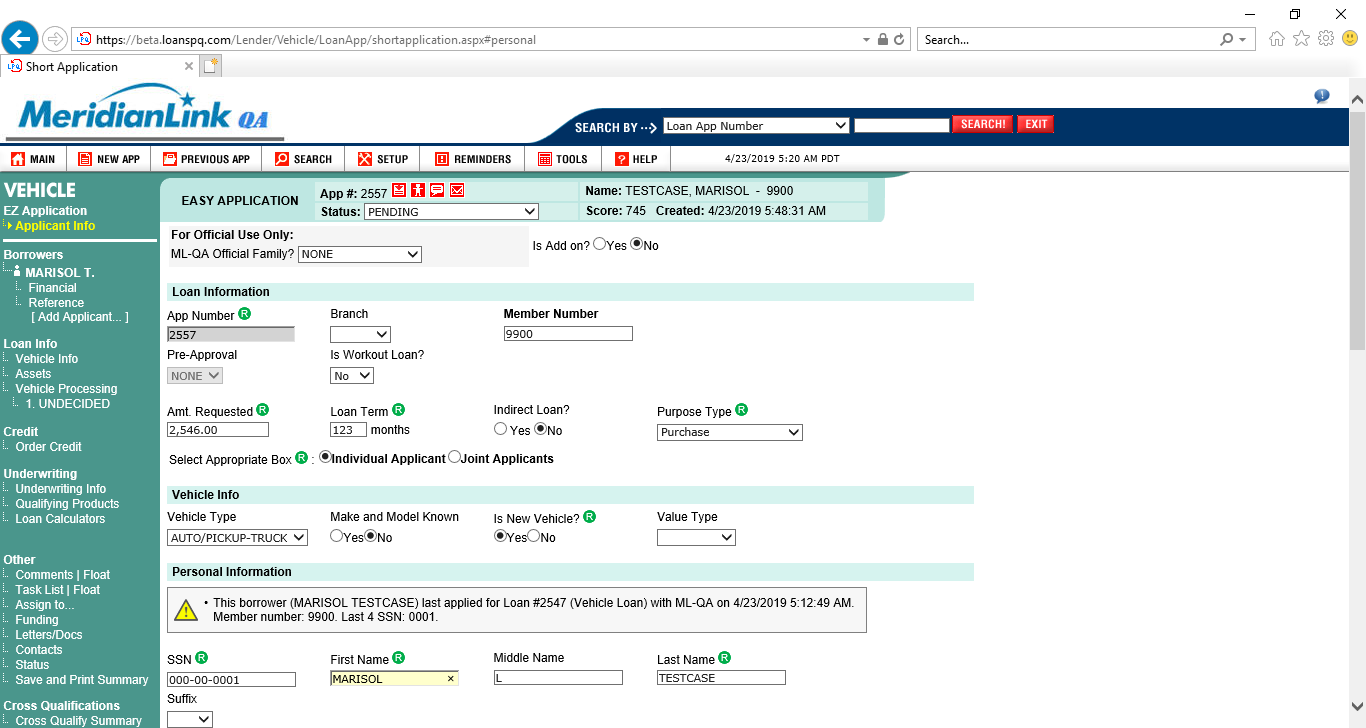 https://beta.loanspq.com/Lender/Vehicle/LoanApp/shortapplication.aspx#personal
Search...
LPQ Short Application
MeridianLink QA
SEARCH BY ··> Loan App Number SEARCH! EXIT
MAIN NEW APP PREVIOUS APP SEARCH SETUP REMINDERS TOOLS HELP 4/23/2019 5:20 AM PDT
VEHICLE
EZ Application
Applicant Info
Borrowers
MARISOL T.
Financial
Reference
[ Add Applicant... ]
Loan Info
Vehicle Info
Assets
Vehicle Processing
1. UNDECIDED
Credit
Order Credit
Underwriting
Underwriting Info
Qualifying Products
Loan Calculators
Other
Comments | Float
Task List | Float
Assign to...
Funding
Letters/Docs
Contacts
Status
Save and Print Summary
Cross Qualifications
Cross Qualify Summary
EASY APPLICATION
App #: 2557
Status: PENDING
Name: TESTCASE, MARISOL - 9900
Score: 745 Created: 4/23/2019 5:48:31 AM
For Official Use Only:
ML-QA Official Family? NONE
Is Add on? Yes No
Loan Information
App Number R Branch Member Number
2557 9900
Pre-Approval Is Workout Loan?
NONE No
Amt. Requested R Loan Term R Indirect Loan? Purpose Type R
2,546.00 123 months Yes No Purchase
Select Appropriate Box R : Individual Applicant Joint Applicants
Vehicle Info
Vehicle Type Make and Model Known Is New Vehicle? R Value Type
AUTO/PICKUP-TRUCK Yes No Yes No
Personal Information
• This borrower (MARISOL TESTCASE) last applied for Loan #2547 (Vehicle Loan) with ML-QA on 4/23/2019 5:12:49 AM.
Member number: 9900. Last 4 SSN: 0001.
SSN R First Name R Middle Name Last Name R
000-00-0001 MARISOL × L TESTCASE
Suffix